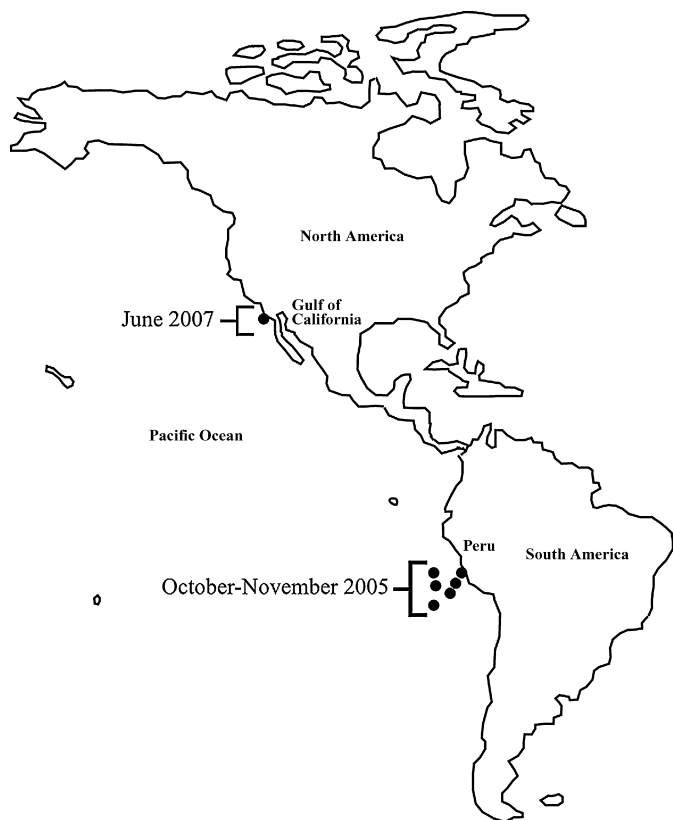 North America
Gulf of
California
June 2007
Pacific Ocean
Peru
South America
October-November 2005